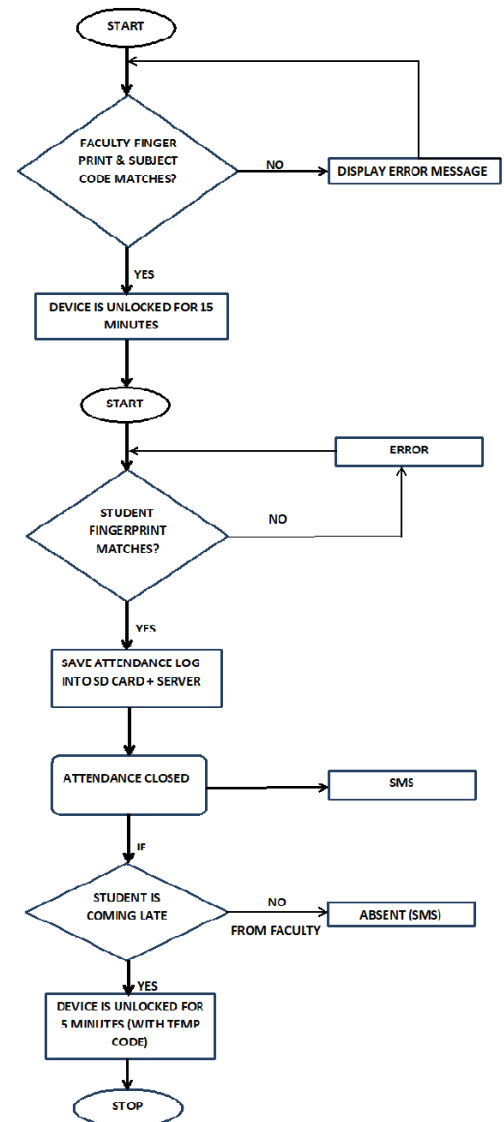 START
FACULTY FINGER
PRINT & SUBJECT
CODE MATCHES?
NO
DISPLAY ERROR MESSAGE
YES
DEVICE IS UNLOCKED FOR 15
MINUTES
START
ERROR
STUDENT
FINGERPRINT
MATCHES?
NO
YES
SAVE ATTENDANCE LOG
INTO SD CARD + SERVER
ATTENDANCE CLOSED
SMS
IF
STUDENT IS
COMING LATE
NO
FROM FACULTY
ABSENT (SMS)
YES
DEVICE IS UNLOCKED FOR
5 MINUTES (WITH TEMP
CODE)
STOP